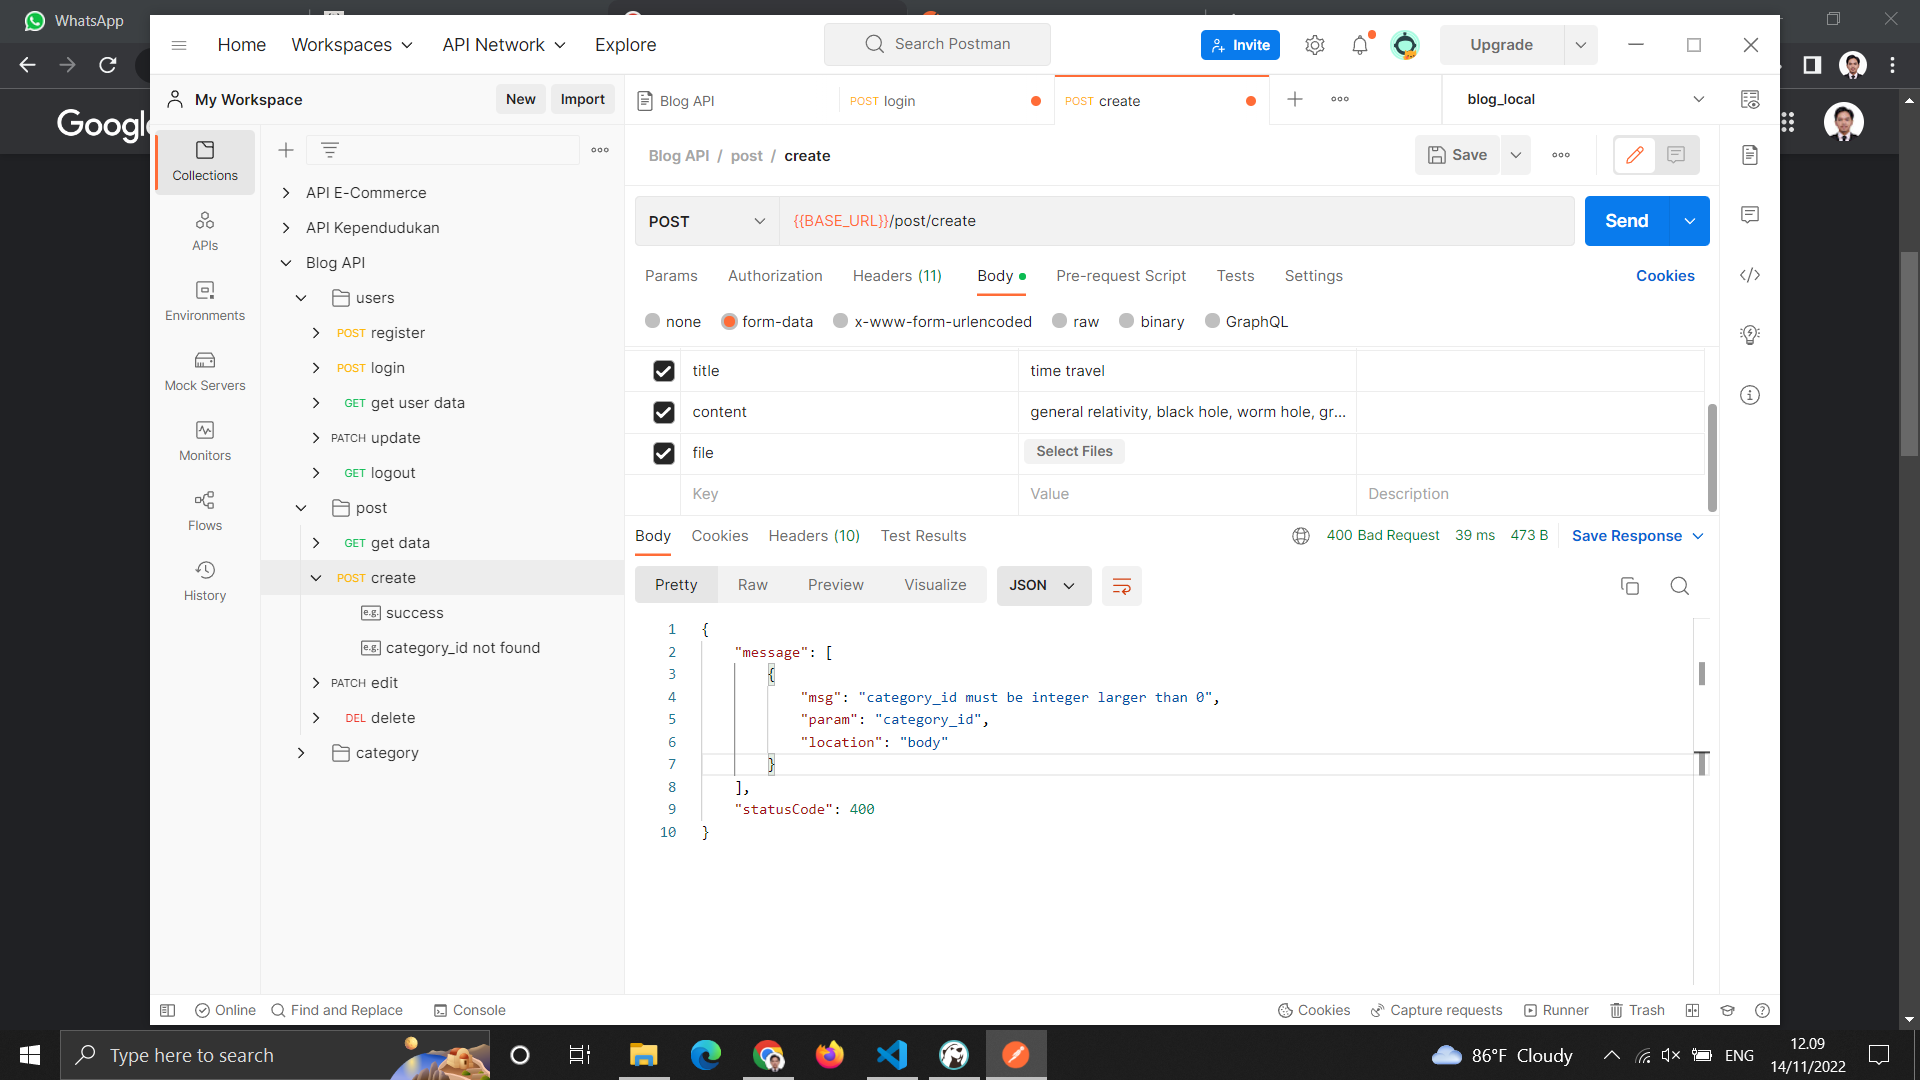 WhatsApp
Google
Home
Workspaces
API Network
Explore
Search Postman
Invite
Upgrade
My Workspace
New
Import
Blog API
POST login
POST create
blog_local
Collections
APIs
Environments
Mock Servers
Monitors
Flows
History
API E-Commerce
API Kependudukan
Blog API
users
POST register
POST login
GET get user data
PATCH update
GET logout
post
GET get data
POST create
e.g. success
e.g. category_id not found
PATCH edit
DEL delete
category
Blog API / post / create
Save
POST
{{BASE_URL}}/post/create
Send
Params
Authorization
Headers (11)
Body
Pre-request Script
Tests
Settings
Cookies
none
form-data
x-www-form-urlencoded
raw
binary
GraphQL
title
time travel
content
general relativity, black hole, worm hole, gr...
file
Select Files
Key
Value
Description
Body
Cookies
Headers (10)
Test Results
400 Bad Request
39 ms
473 B
Save Response
Pretty
Raw
Preview
Visualize
JSON
1 {
2 "message": [
3 {
4 "msg": "category_id must be integer larger than 0",
5 "param": "category_id",
6 "location": "body"
7 }
8 ],
9 "statusCode": 400
10 }
Online
Find and Replace
Console
Cookies
Capture requests
Runner
Trash
Type here to search
86°F Cloudy
ENG
12.09
14/11/2022